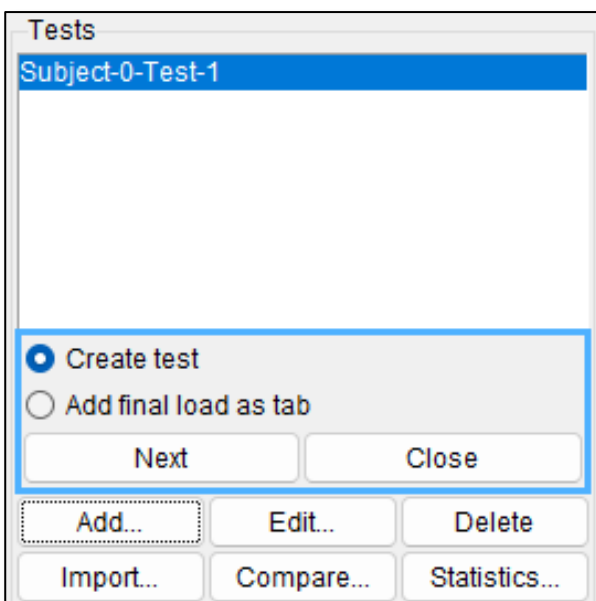 Tests
Subject-0-Test-1
Create test
Add final load as tab
Next Close
Add... Edit... Delete
Import... Compare... Statistics...